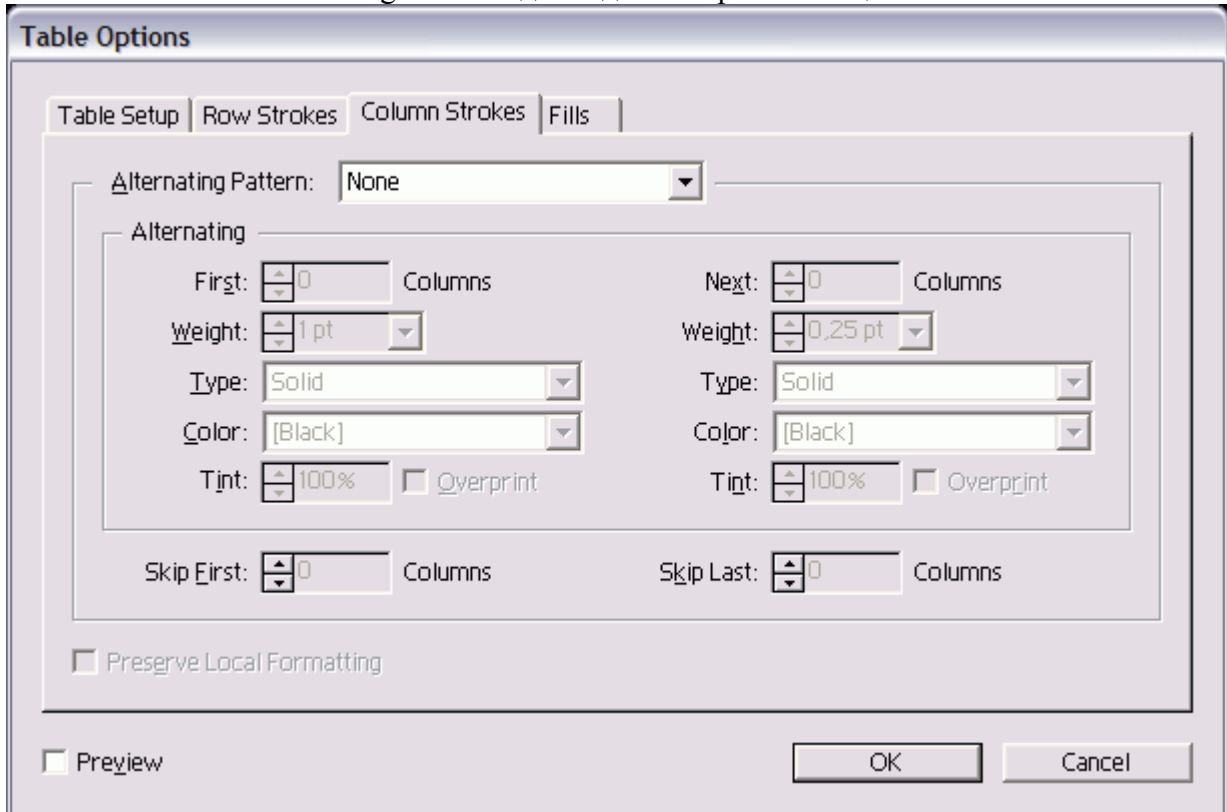 Table Options
Table Setup Row Strokes Column Strokes Fills
Alternating Pattern: None
Alternating
First: 0 Columns Next: 0 Columns
Weight: 1 pt Weight: 0,25 pt
Type: Solid Type: Solid
Color: [Black] Color: [Black]
Tint: 100% Overprint Tint: 100% Overprint
Skip First: 0 Columns Skip Last: 0 Columns
Preserve Local Formatting
Preview OK Cancel